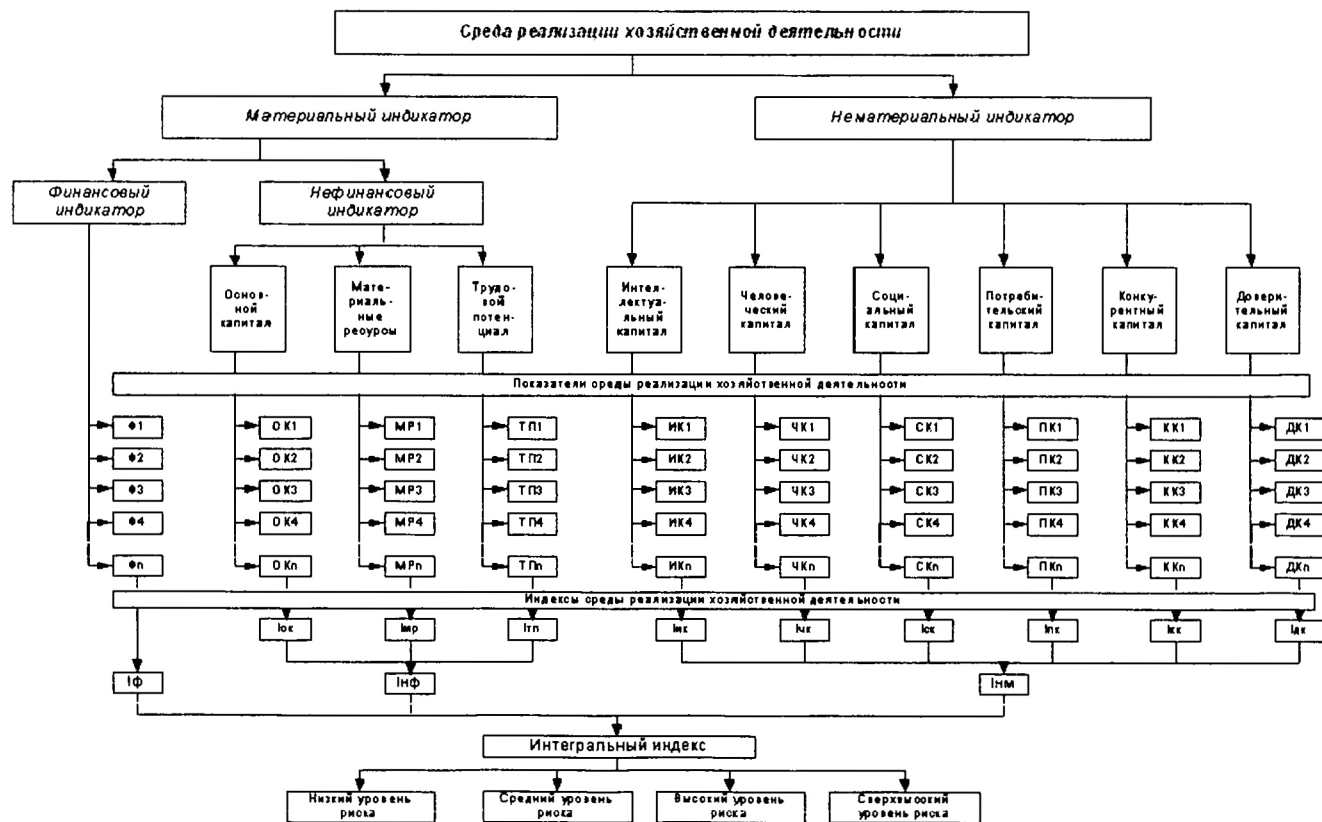 Среда реализации хозяйственной деятельности
Материальный индикатор
Нематериальный индикатор
Финансовый
индикатор
Нефинансовый
индикатор
Основ-
ной
капитал
Мате-
риаль-
ные
ресурсы
Трудо-
вой
потен-
циал
Интел-
лектуа-
льный
капитал
Челове-
ческий
капитал
Соци-
альный
капитал
Потреби-
тельский
капитал
Конку-
рентный
капитал
Довери-
тельный
капитал
Показатели среды реализации хозяйственной деятельности
Ф1 ОК1 МР1 ТП1 ИК1 ЧК1 СК1 ПК1 КК1 ДК1
Ф2 ОК2 МР2 ТП2 ИК2 ЧК2 СК2 ПК2 КК2 ДК2
Ф3 ОК3 МР3 ТП3 ИК3 ЧК3 СК3 ПК3 КК3 ДК3
Ф4 ОК4 МР4 ТП4 ИК4 ЧК4 СК4 ПК4 КК4 ДК4
Фn ОКn МРn ТПn ИКn ЧКn СКn ПКn ККn ДКn
Индексы среды реализации хозяйственной деятельности
Iок Iмр Iтп Iик Iчк Iск Iпк Iкк Iдк
Iф Iнф Iнм
Интегральный индекс
Низкий уровень
риска
Средний уровень
риска
Высокий уровень
риска
Сверхвысокий
уровень риска